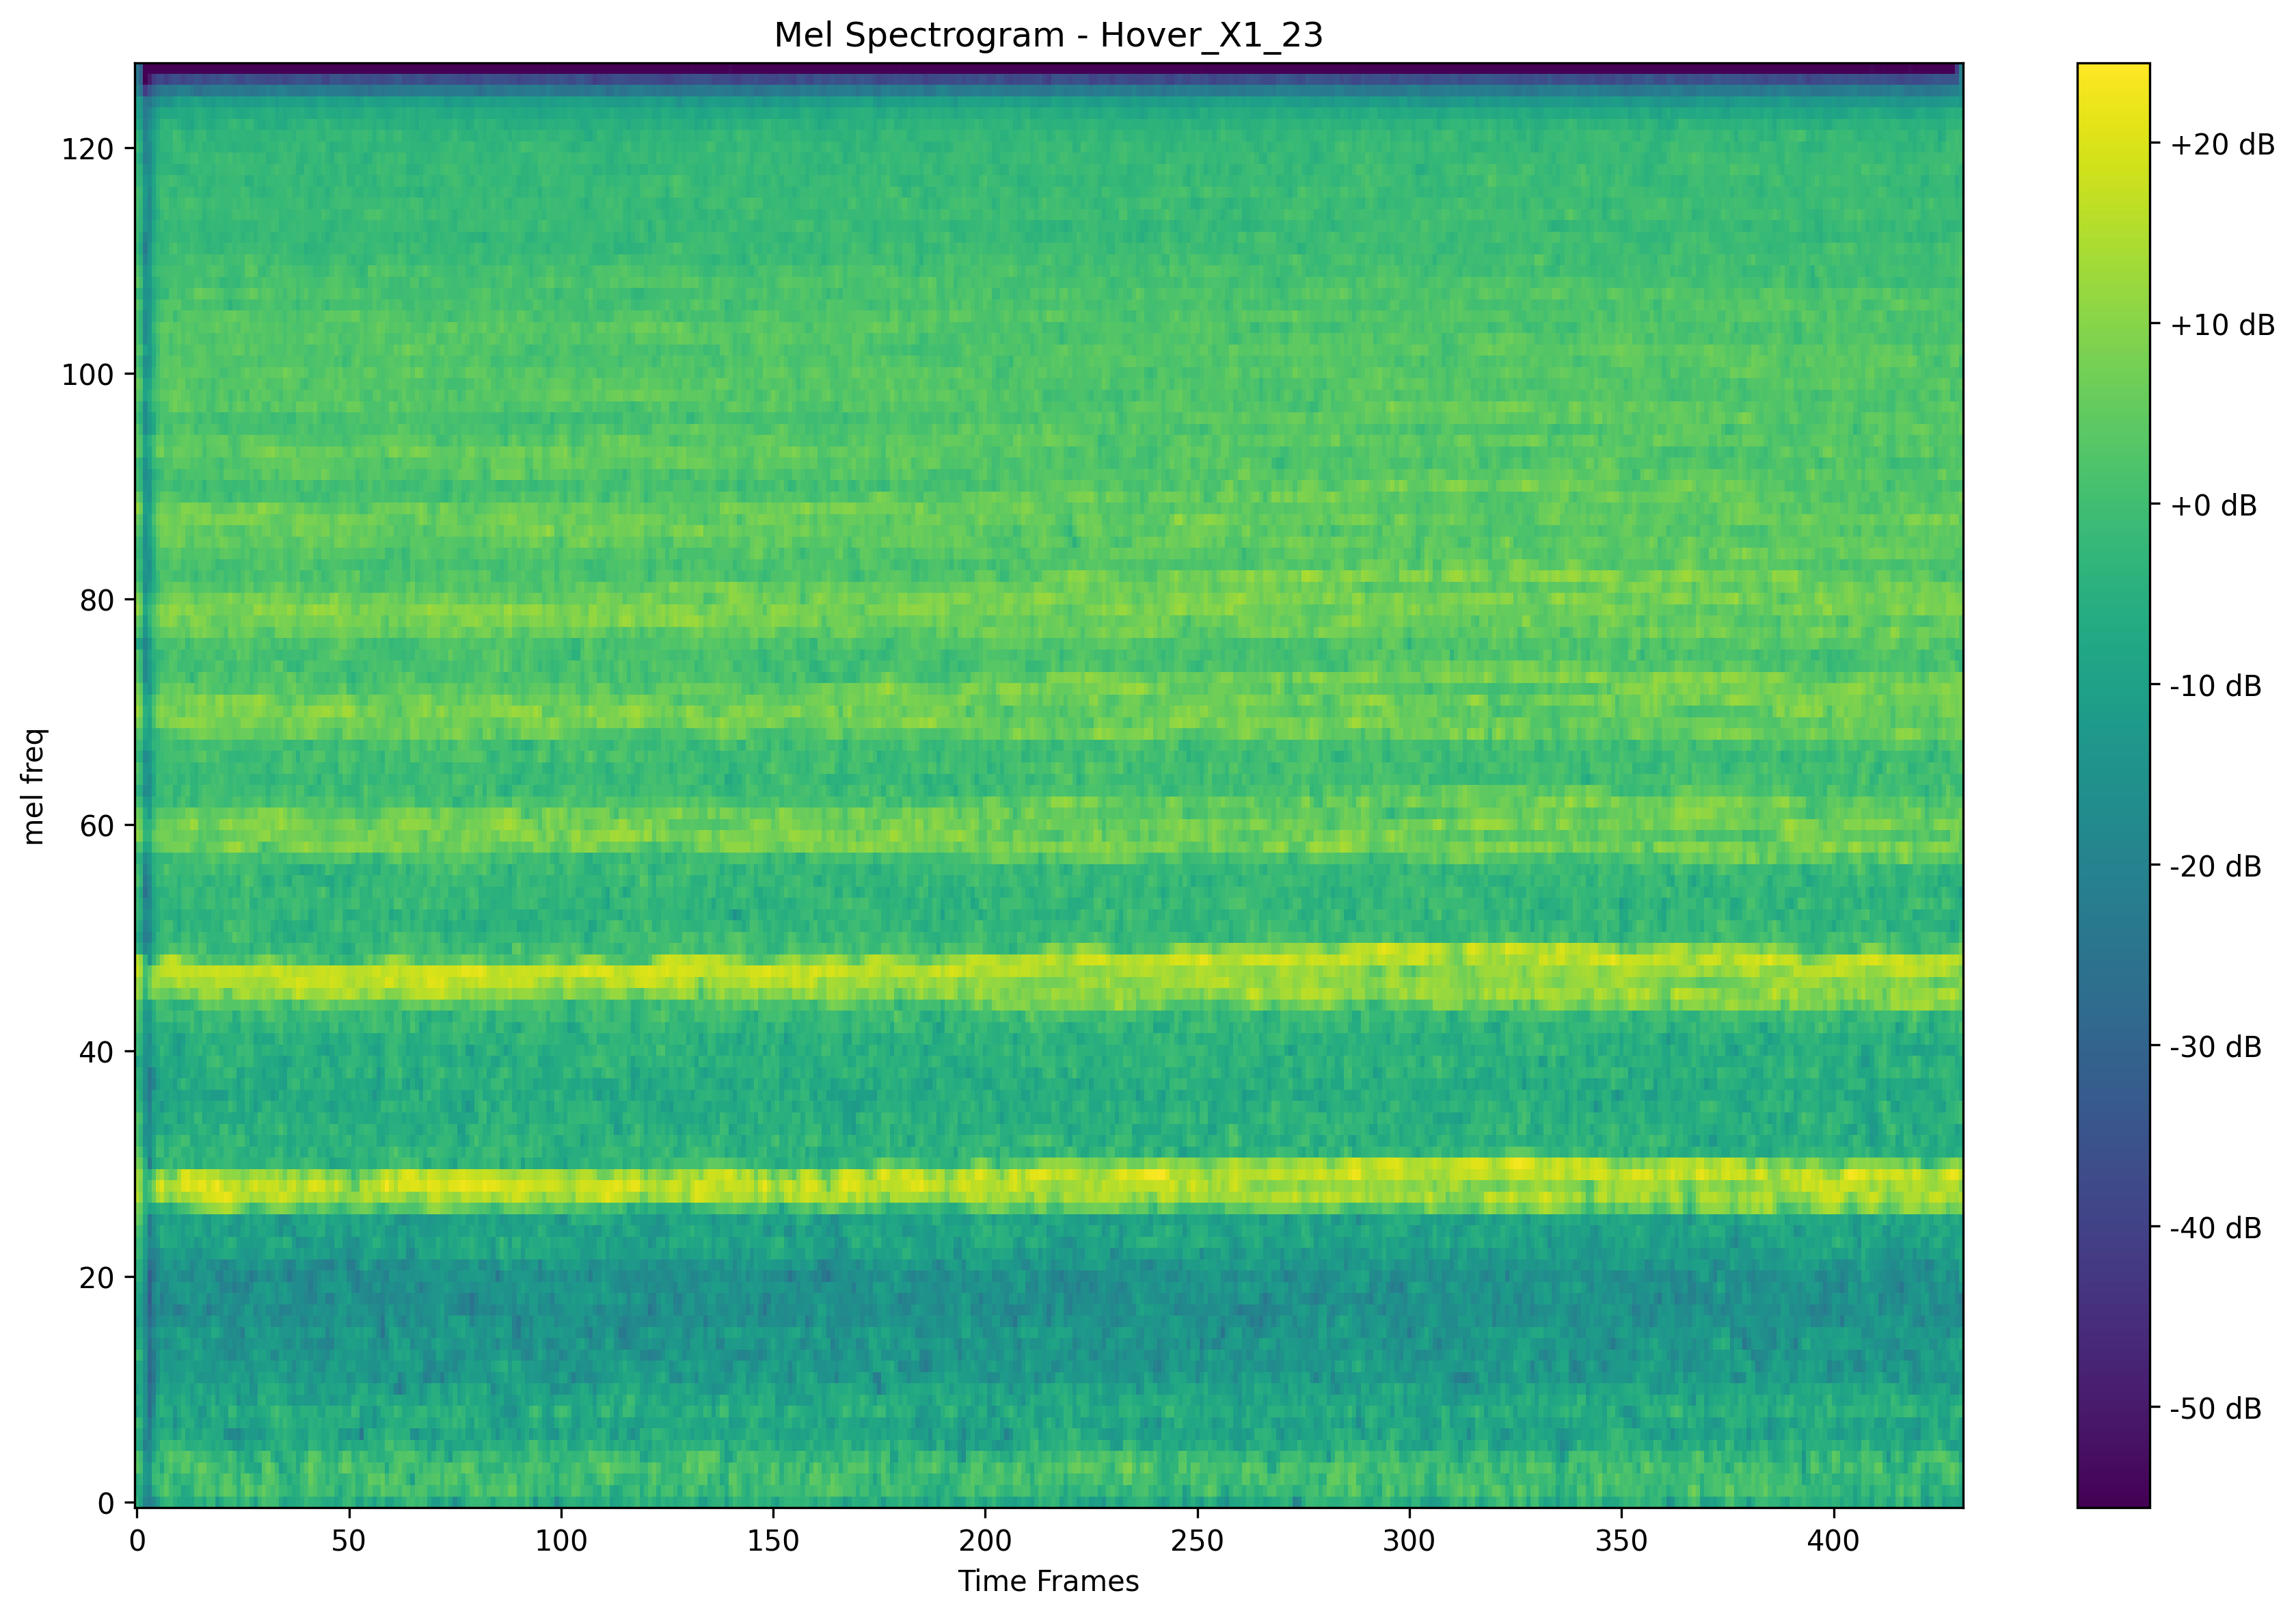 Mel Spectrogram - Hover_X1_23
mel freq
120
100
80
60
40
20
0
0 50 100 150 200 250 300 350 400
Time Frames
+20 dB
+10 dB
+0 dB
-10 dB
-20 dB
-30 dB
-40 dB
-50 dB